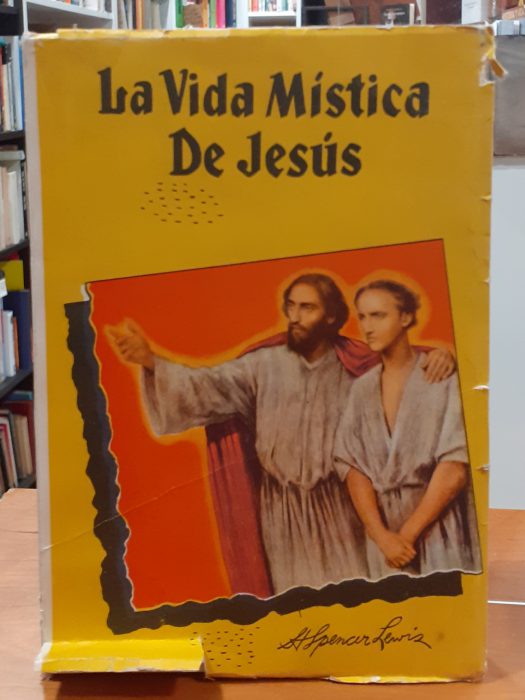 La Vida Mística
De Jesús
H Spencer Lewis